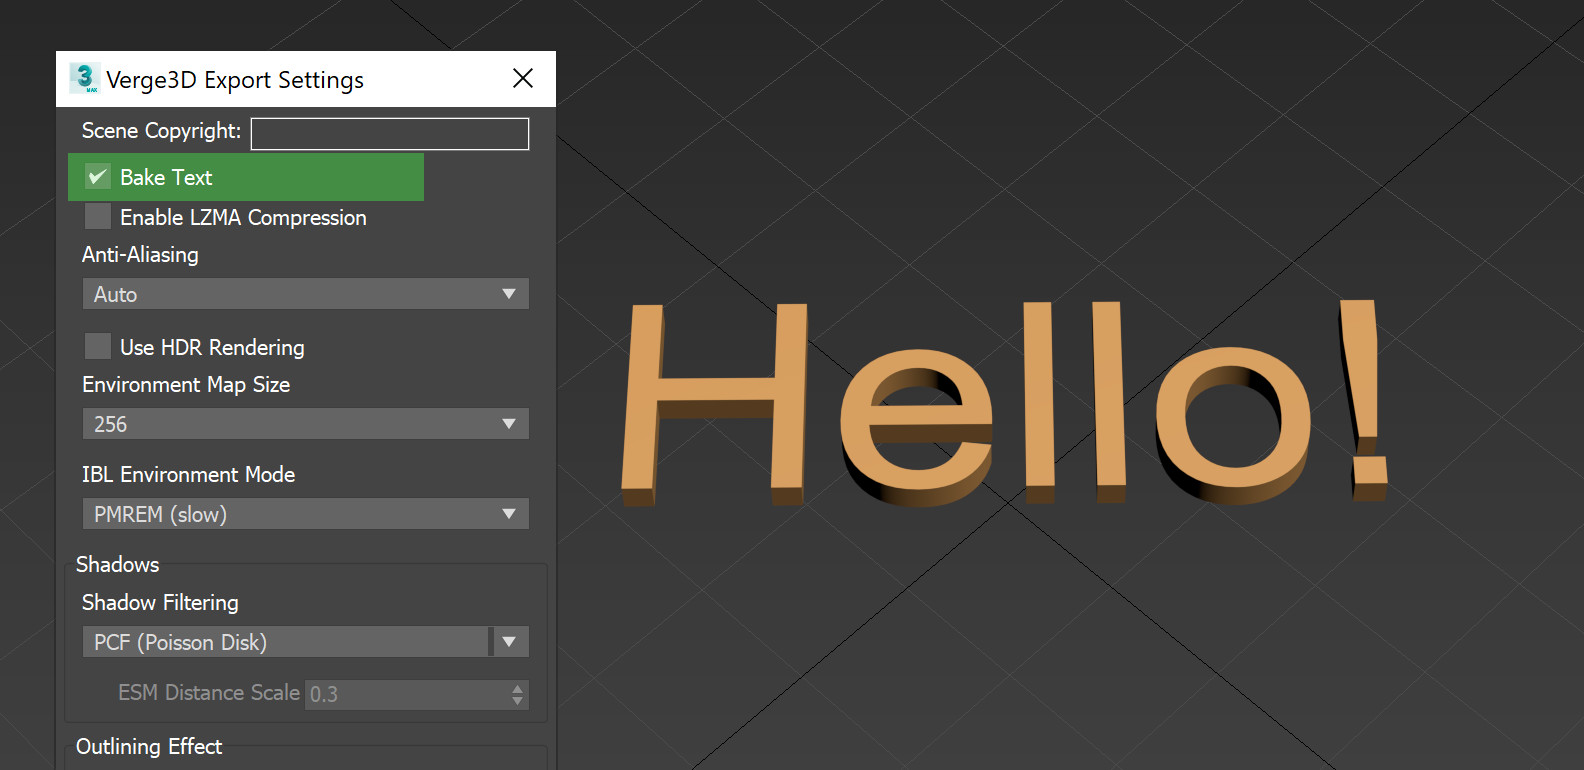 3
MAX
Verge3D Export Settings
Scene Copyright:
Bake Text
Enable LZMA Compression
Anti-Aliasing
Auto
Use HDR Rendering
Environment Map Size
256
IBL Environment Mode
PMREM (slow)
Shadows
Shadow Filtering
PCF (Poisson Disk)
ESM Distance Scale 0.3
Outlining Effect
Hello!